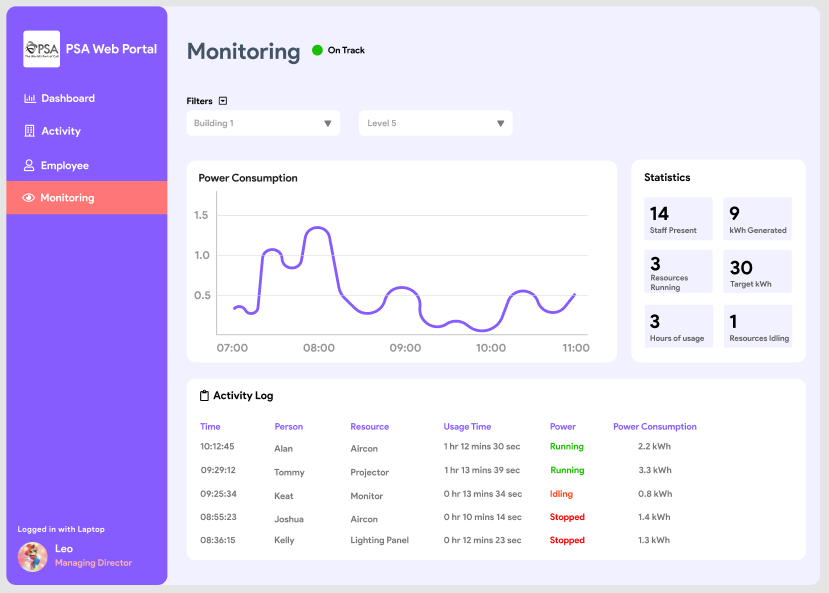 PSA
PSA Web Portal
Dashboard
Activity
Employee
Monitoring
Logged in with Laptop
Leo
Managing Director
Monitoring
On Track
Filters
Building 1
Level 5
Power Consumption
1.5
1.0
0.5
07:00 08:00 09:00 10:00 11:00
Statistics
14
Staff Present
9
kWh Generated
3
Resources
Running
30
Target kWh
3
Hours of usage
1
Resources Idling
Activity Log
Time Person Resource Usage Time Power Power Consumption
10:12:45 Alan Aircon 1 hr 12 mins 30 sec Running 2.2 kWh
09:29:12 Tommy Projector 1 hr 13 mins 39 sec Running 3.3 kWh
09:25:34 Keat Monitor 0 hr 13 mins 34 sec Idling 0.8 kWh
08:55:23 Joshua Aircon 0 hr 10 mins 14 sec Stopped 1.4 kWh
08:36:15 Kelly Lighting Panel 0 hr 12 mins 23 sec Stopped 1.3 kWh